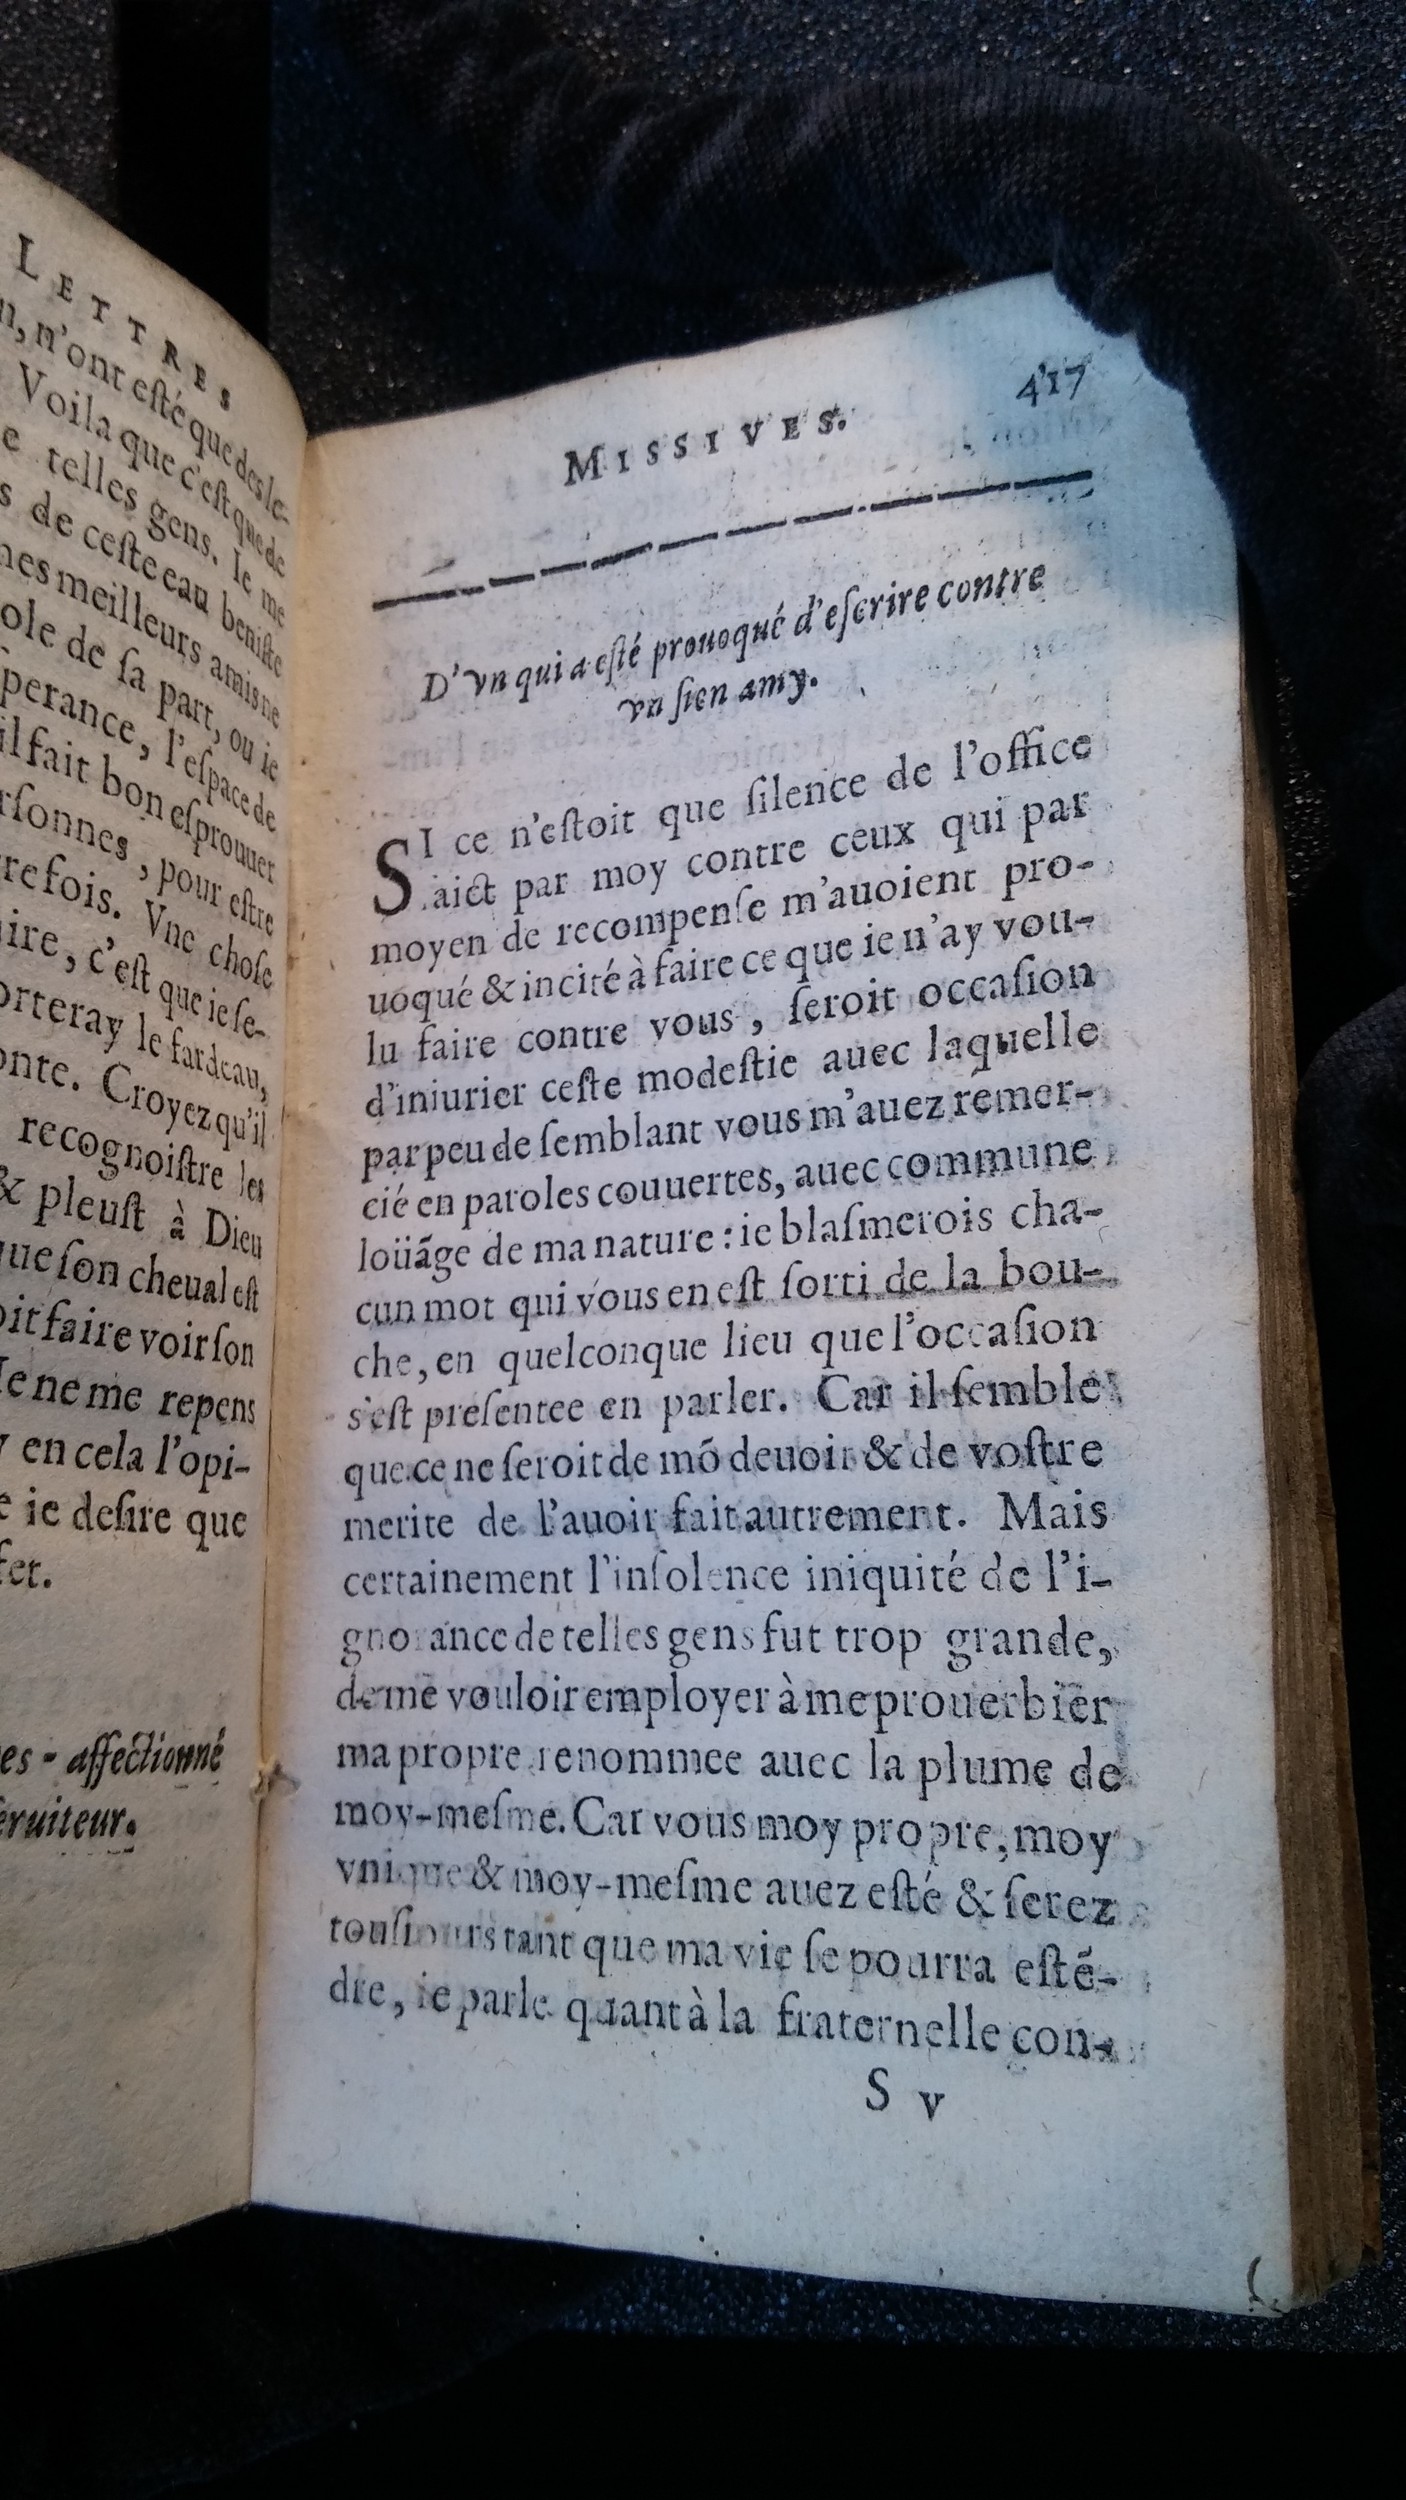 LETTRES
n'ont esté que des le-
Voila que c'est que de
telles gens. Ie me
de ceste eau beniste
meilleurs amis ne
de sa part, ou ie
perance, l'espace de
il fait bon esprouuer
rsonnes, pour estre
refois. Vne chose
ire, c'est que ie se-
orteray le fardeau,
onte. Croyez qu'il
recognoistre les
& pleust à Dieu
que son cheual est
oit faire voir son
Ie ne me repens
en cela l'opi-
ie desire que
fet.
es-affectionné
eruiteur.
MISSIVES. 417
D'vn qui a esté prouoqué d'escrire contre
vn sien amy.
SI ce n'estoit que silence de l'office
aict par moy contre ceux qui par
moyen de recompense m'auoient pro-
uoqué & incité à faire ce que ie n'ay vou-
lu faire contre vous, seroit occasion
d'iniurier ceste modestie auec laquelle
par peu de semblant vous m'auez remer-
cié en paroles couuertes, auec commune
loüãge de ma nature: ie blasmerois cha-
cun mot qui vous en est sorti de la bou-
che, en quelconque lieu que l'occasion
s'est presentee en parler. Car il semble
que ce ne seroit de mõ deuoir & de vostre
merite de l'auoir fait autrement. Mais
certainement l'insolence iniquité de l'i-
gnorance de telles gens fut trop grande,
de me vouloir employer à me prouerbier
ma propre renommee auec la plume de
moy-mesme. Car vous moy propre, moy
vnique & moy-mesme auez esté & serez
tousiours tant que ma vie se pourra estẽ-
dre, ie parle quant à la fraternelle con-
S v